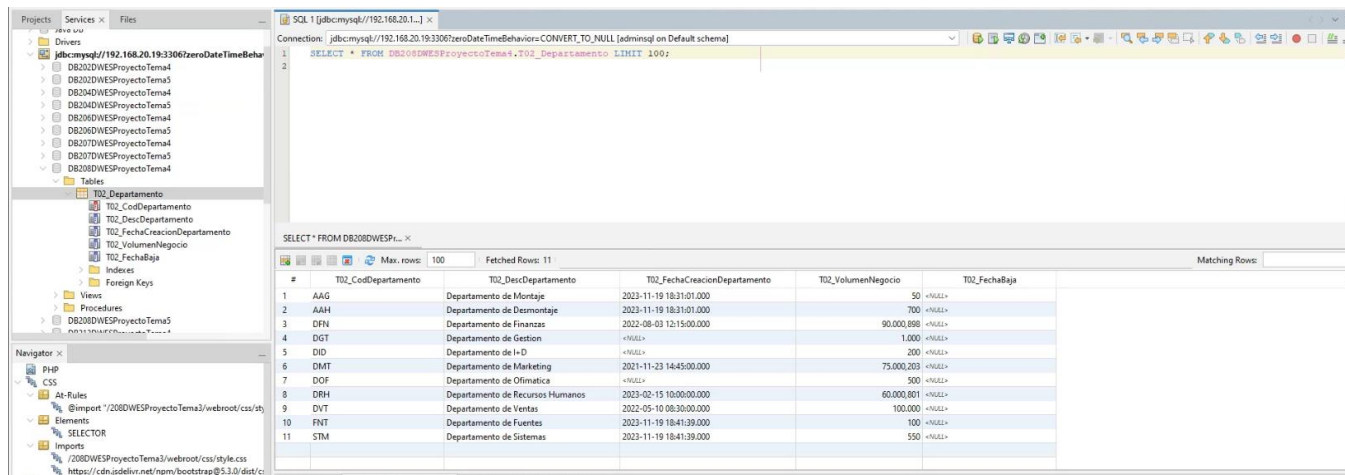 Projects Services × Files
Java DB
Drivers
jdbc:mysql://192.168.20.19:3306?zeroDateTimeBeha
DB202DWESProyectoTema4
DB202DWESProyectoTema5
DB204DWESProyectoTema4
DB204DWESProyectoTema5
DB206DWESProyectoTema4
DB206DWESProyectoTema5
DB207DWESProyectoTema4
DB207DWESProyectoTema5
DB208DWESProyectoTema4
Tables
T02_Departamento
T02_CodDepartamento
T02_DescDepartamento
T02_FechaCreacionDepartamento
T02_VolumenNegocio
T02_FechaBaja
Indexes
Foreign Keys
Views
Procedures
DB208DWESProyectoTema5
Navigator ×
PHP
CSS
At-Rules
@import "/208DWESProyectoTema3/webroot/css/sty
Elements
SELECTOR
Imports
/208DWESProyectoTema3/webroot/css/style.css
https://cdn.jsdelivr.net/npm/bootstrap@5.3.0/dist/c
SQL 1 [jdbc:mysql://192.168.20.1...] ×
Connection: jdbc:mysql://192.168.20.19:3306?zeroDateTimeBehavior=CONVERT_TO_NULL [adminsql on Default schema]
1 SELECT * FROM DB208DWESProyectoTema4.T02_Departamento LIMIT 100;
2
SELECT * FROM DB208DWESPr... ×
Max. rows: 100 Fetched Rows: 11 Matching Rows:
# T02_CodDepartamento T02_DescDepartamento T02_FechaCreacionDepartamento T02_VolumenNegocio T02_FechaBaja
1 AAG Departamento de Montaje 2023-11-19 18:31:01.000 50 <NULL>
2 AAH Departamento de Desmontaje 2023-11-19 18:31:01.000 700 <NULL>
3 DFN Departamento de Finanzas 2022-08-03 12:15:00.000 90.000,898 <NULL>
4 DGT Departamento de Gestion <NULL> 1.000 <NULL>
5 DID Departamento de I+D <NULL> 200 <NULL>
6 DMT Departamento de Marketing 2021-11-23 14:45:00.000 75.000,203 <NULL>
7 DOF Departamento de Ofimatica <NULL> 500 <NULL>
8 DRH Departamento de Recursos Humanos 2023-02-15 10:00:00.000 60.000,801 <NULL>
9 DVT Departamento de Ventas 2022-05-10 08:30:00.000 100.000 <NULL>
10 FNT Departamento de Fuentes 2023-11-19 18:41:39.000 100 <NULL>
11 STM Departamento de Sistemas 2023-11-19 18:41:39.000 550 <NULL>